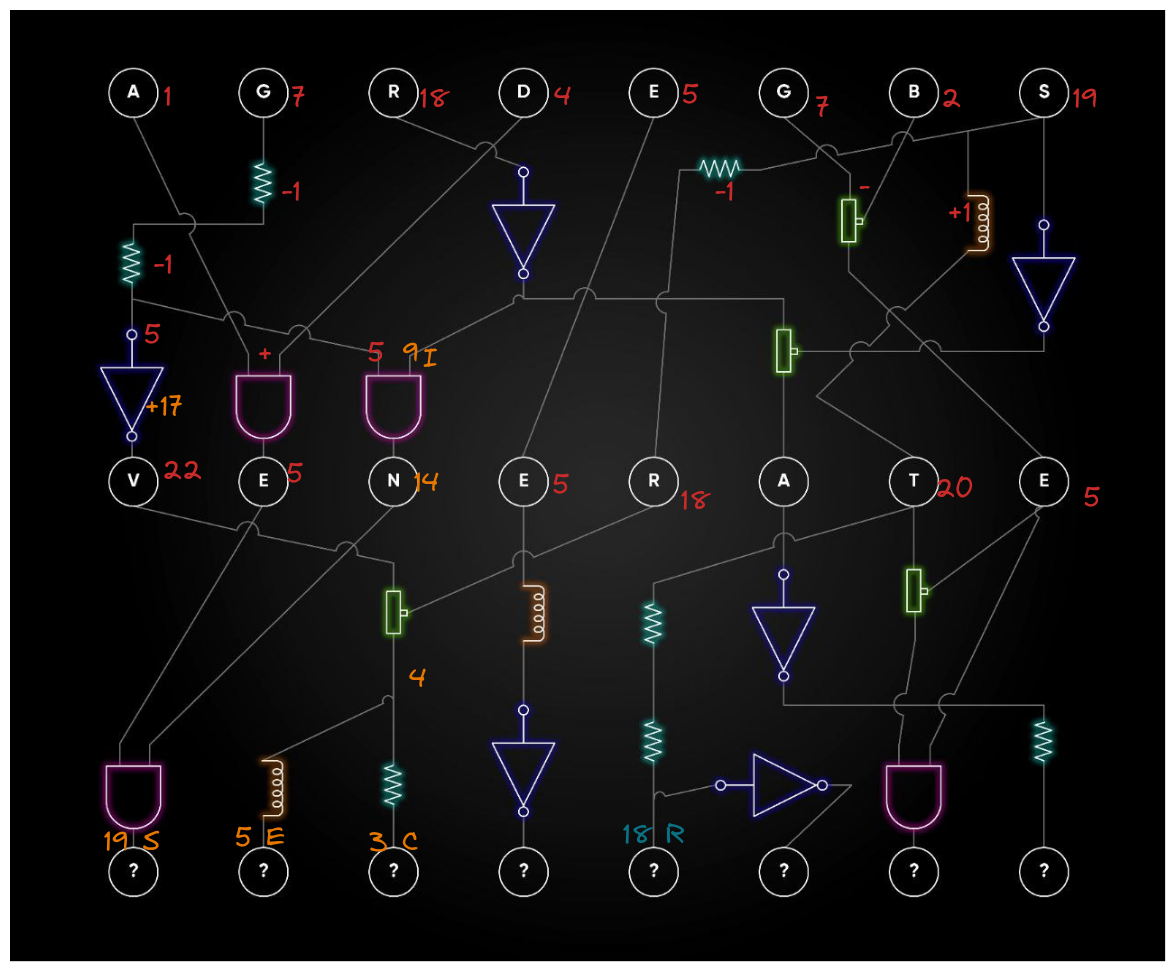 A 1 G 7 R 18 D 4 E 5 G 7 B 2 S 19
-1 -1 - +1
-1
5 + 5 9 I
+17
V 22 E 5 N 14 E 5 R 18 A T 20 E 5
4
19 S 5 E 3 C 18 R
? ? ? ? ? ? ? ?